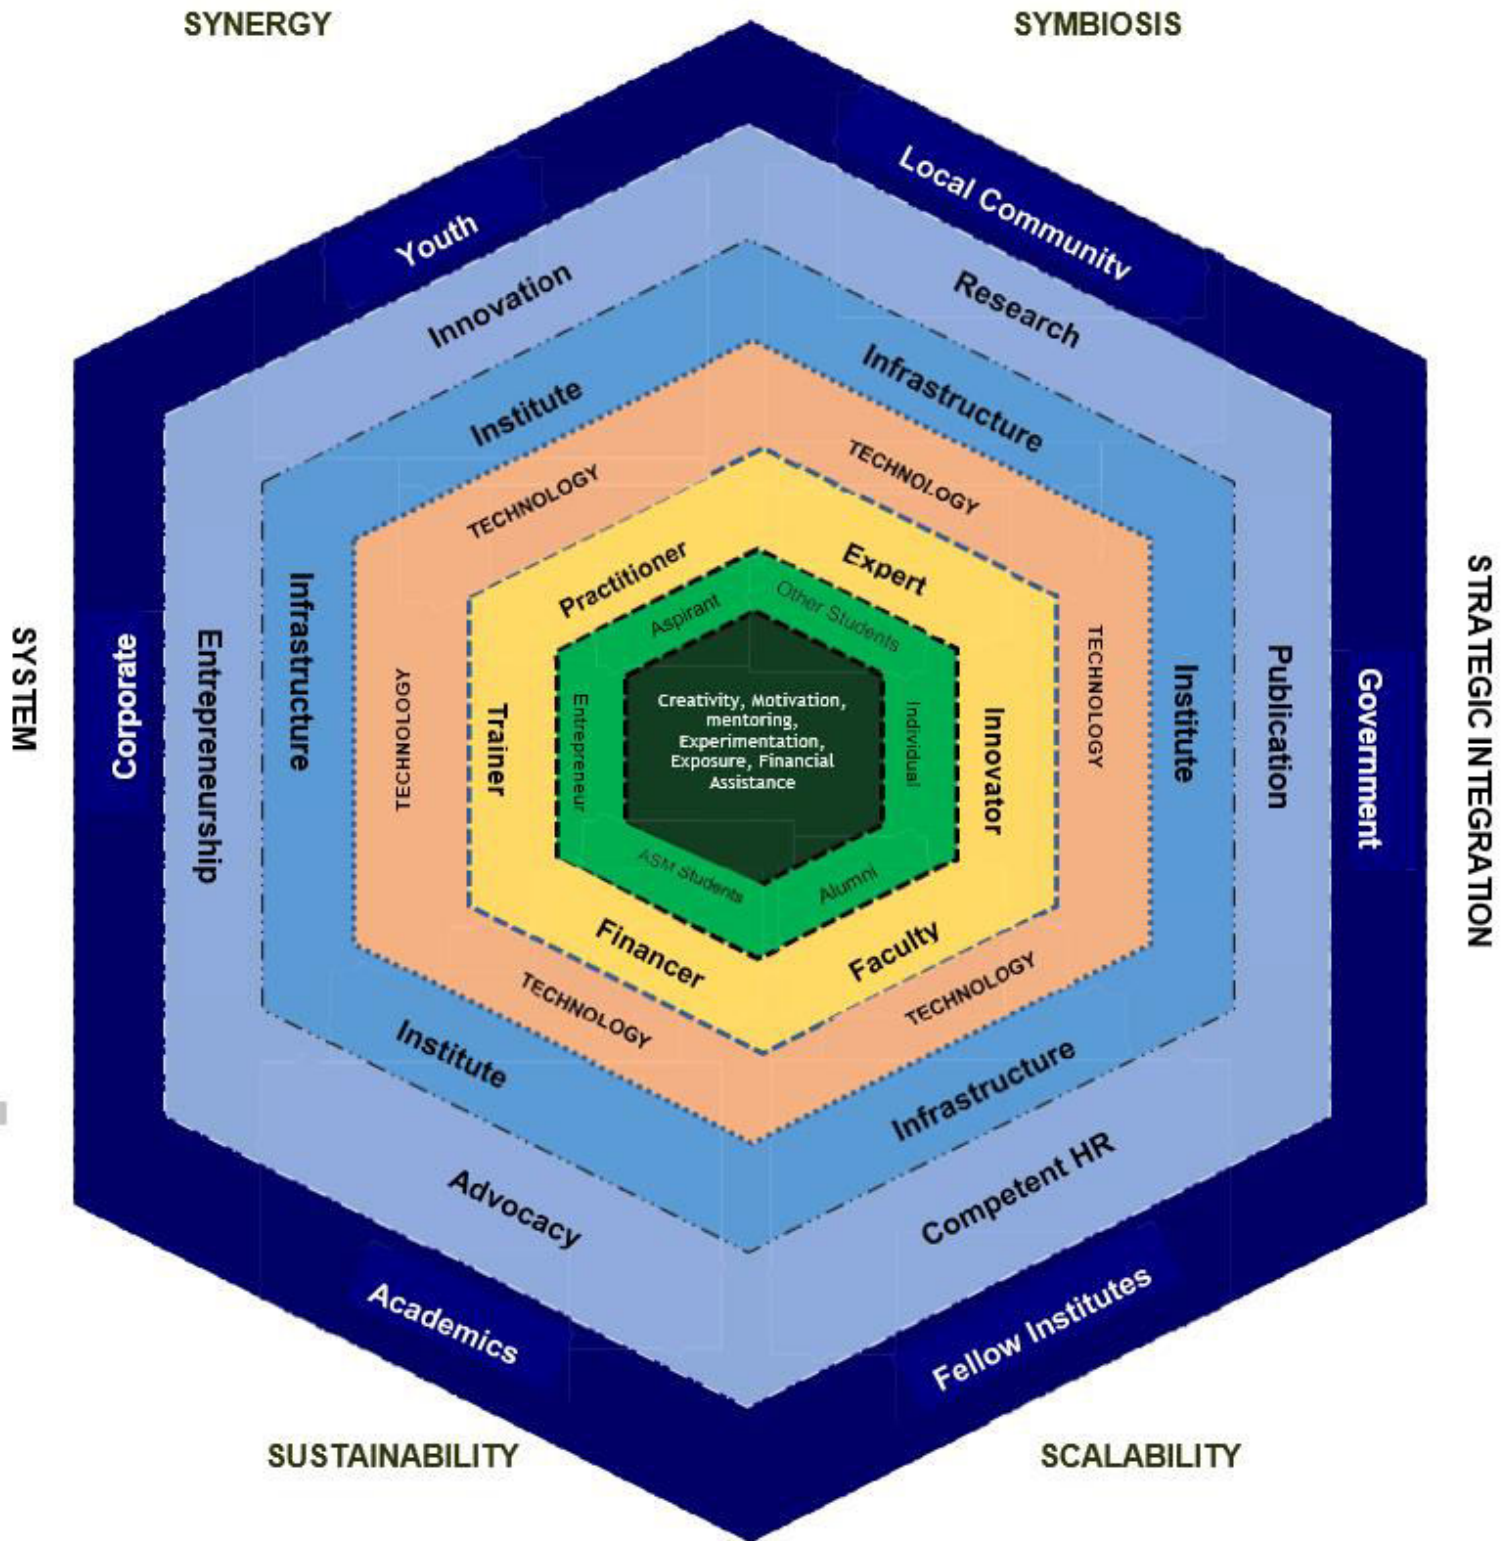 SYNERGY
SYMBIOSIS
Local Community
Youth
Innovation
Research
Institute
Infrastructure
TECHNOLOGY
TECHNOLOGY
Practitioner
Expert
Aspirant
Other Students
SYSTEM
Corporate
Entrepreneurship
Infrastructure
TECHNOLOGY
Trainer
Entrepreneur
Creativity, Motivation,
mentoring,
Experimentation,
Exposure, Financial
Assistance
Individual
Innovator
TECHNOLOGY
Institute
Publication
Government
STRATEGIC INTEGRATION
ASM Students
Alumni
Financer
Faculty
TECHNOLOGY
TECHNOLOGY
Institute
Infrastructure
Advocacy
Competent HR
Academics
Fellow Institutes
SUSTAINABILITY
SCALABILITY